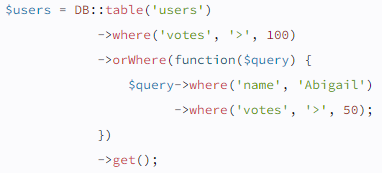 $users = DB::table('users')
            ->where('votes', '>', 100)
            ->orWhere(function($query) {
                $query->where('name', 'Abigail')
                      ->where('votes', '>', 50);
            })
            ->get();